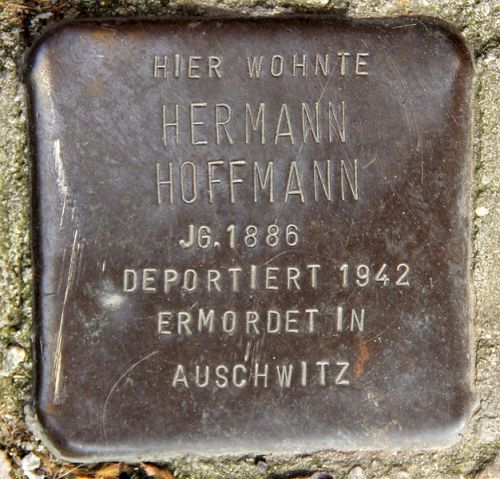 HIER WOHNTE
HERMANN
HOFFMANN
JG.1886
DEPORTIERT 1942
ERMORDET IN
AUSCHWITZ